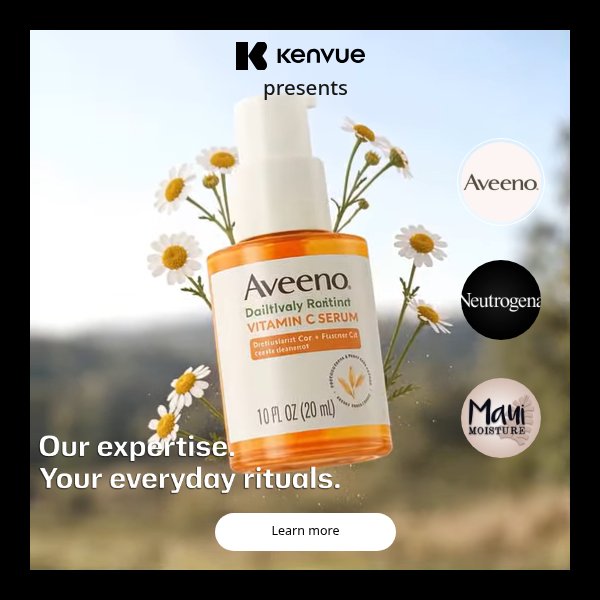 KENVUE
presents
Aveeno.
Aveeno®
VITAMIN C SERUM
Neutrogena
10 FL OZ (20 mL)
Maui
MOISTURE
Our expertise.
Your everyday rituals.
Learn more